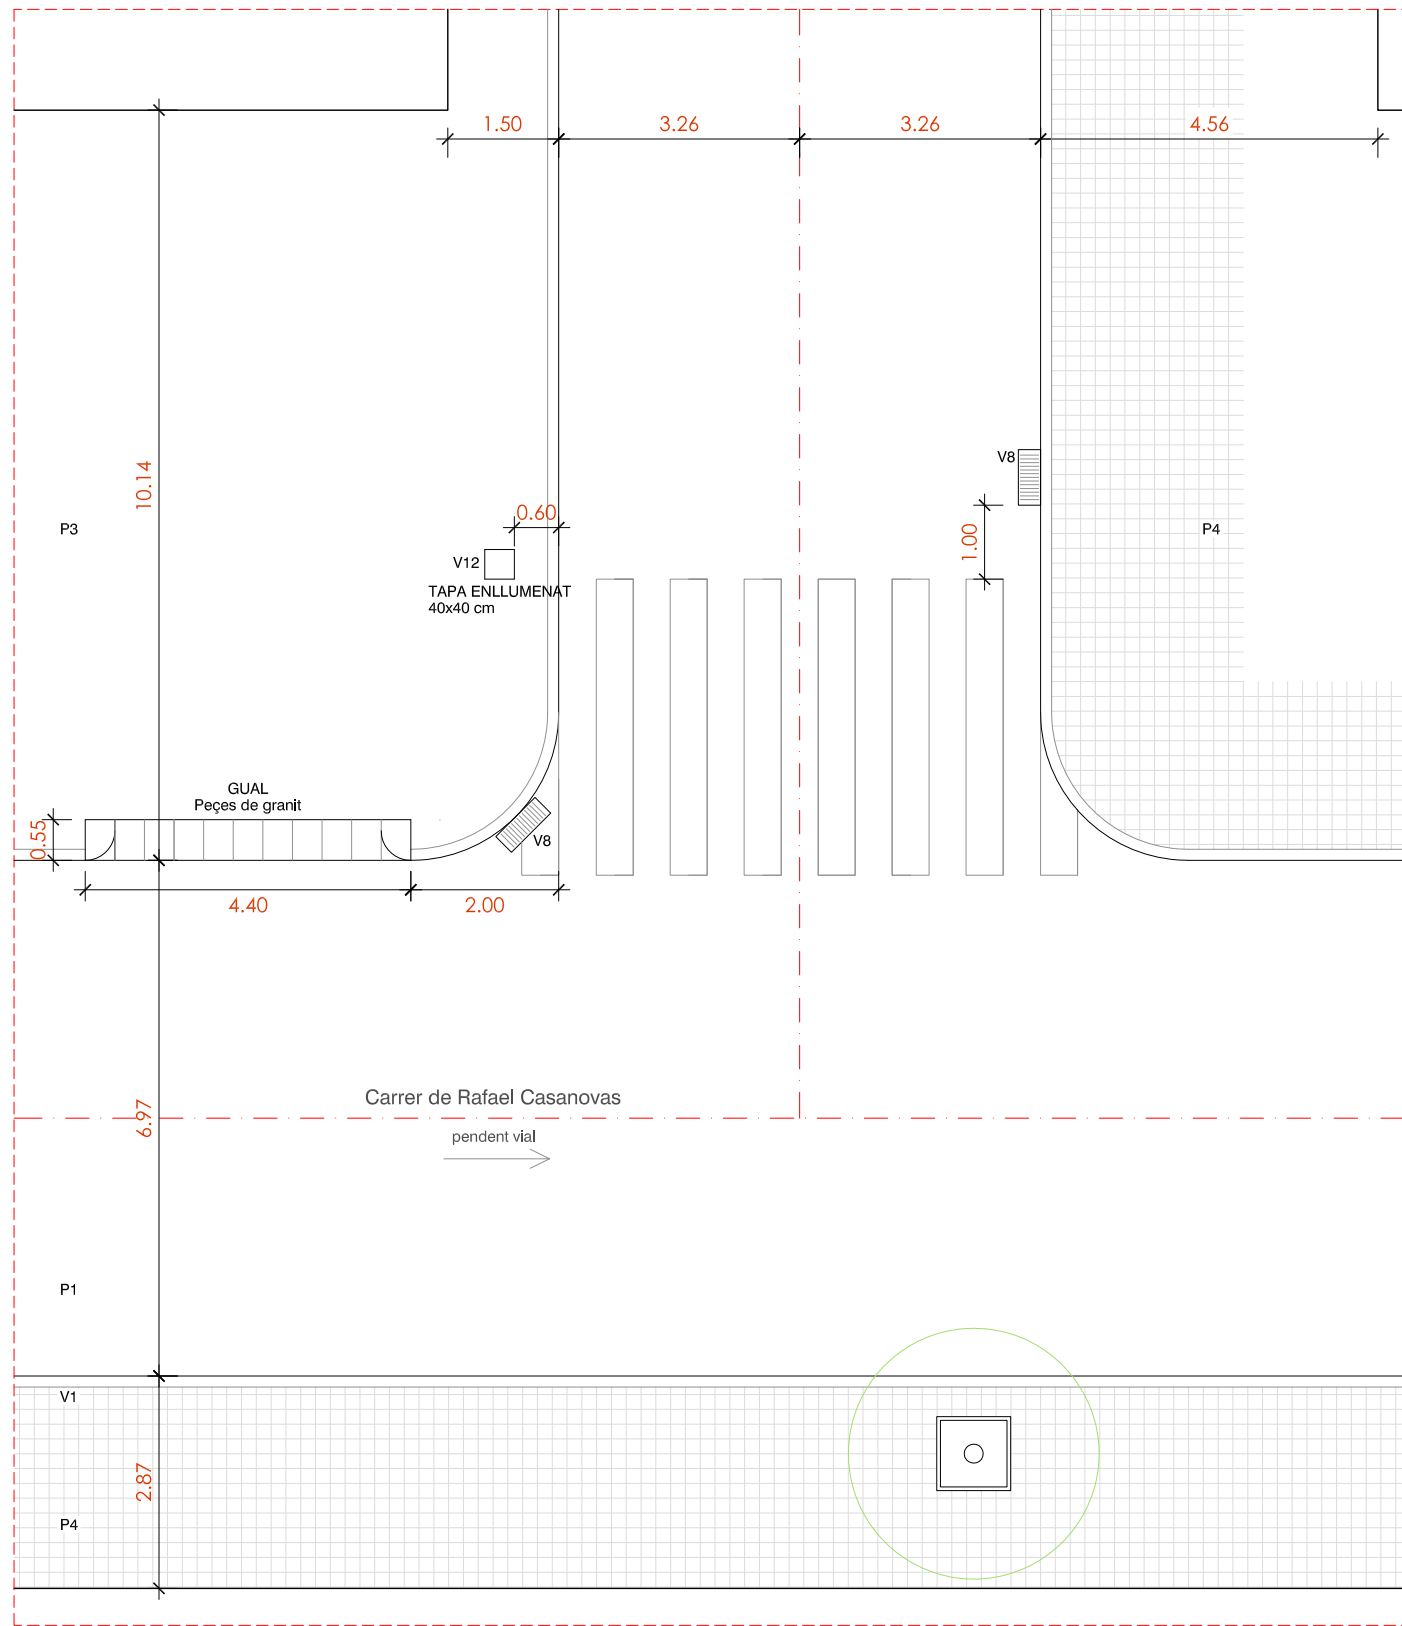 1.50
3.26
3.26
4.56
10.14
P3
V8
0.60
1.00
P4
V12
TAPA ENLLUMENAT
40x40 cm
GUAL
Peçes de granit
0.55
V8
4.40
2.00
Carrer de Rafael Casanovas
6.97
pendent vial
P1
V1
2.87
P4